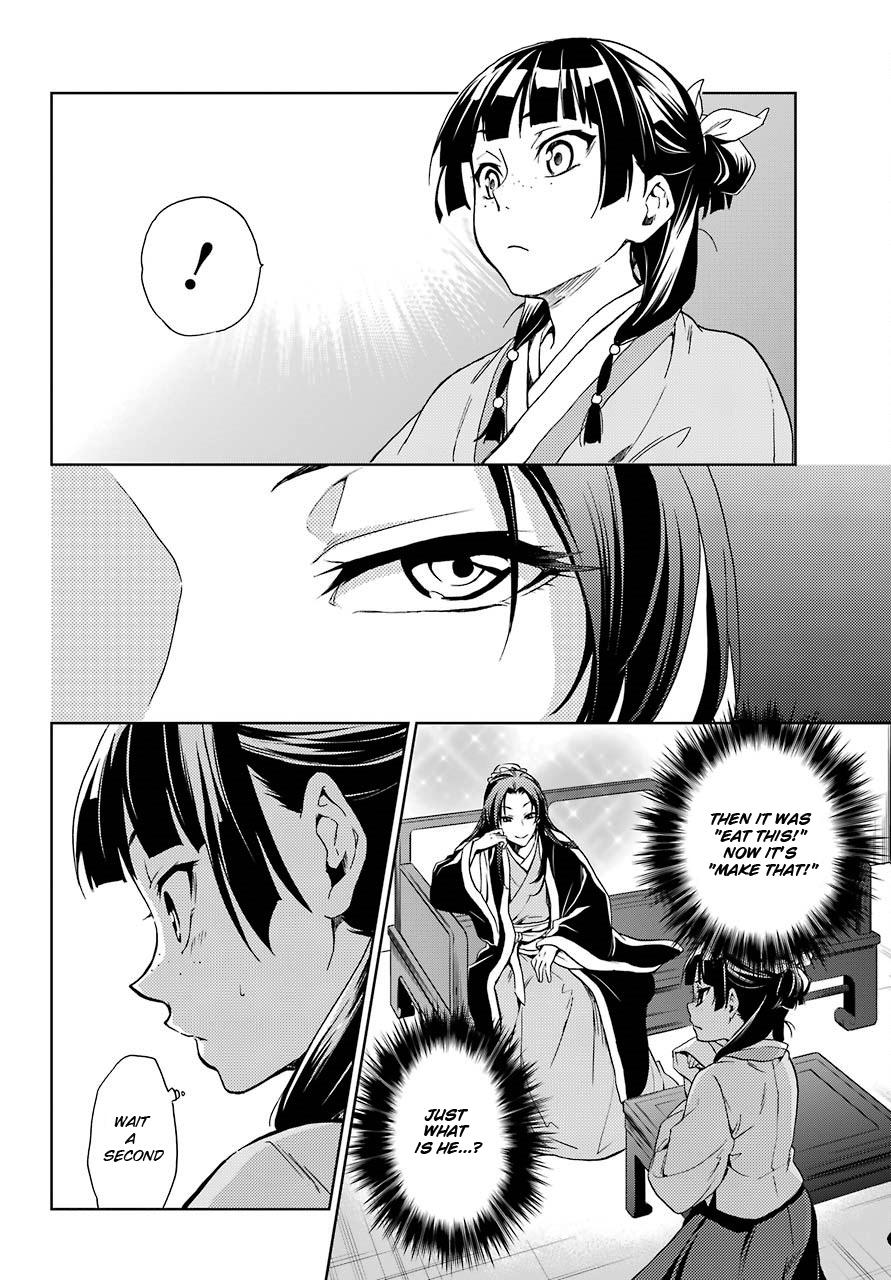 !
THEN IT WAS
"EAT THIS!"
NOW IT'S
"MAKE THAT!"
JUST
WHAT
IS HE...?
WAIT
A
SECOND